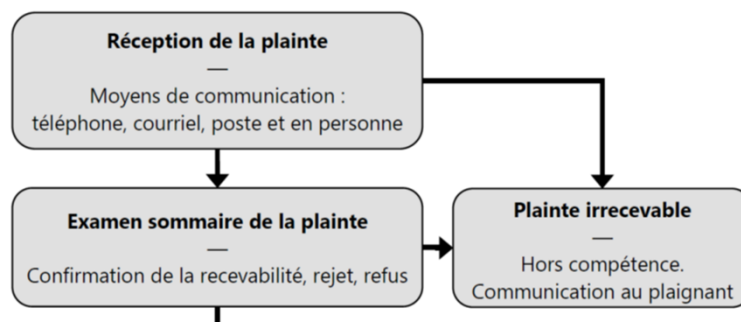 Réception de la plainte
—
Moyens de communication :
téléphone, courriel, poste et en personne
Examen sommaire de la plainte
—
Confirmation de la recevabilité, rejet, refus
Plainte irrecevable
—
Hors compétence.
Communication au plaignant